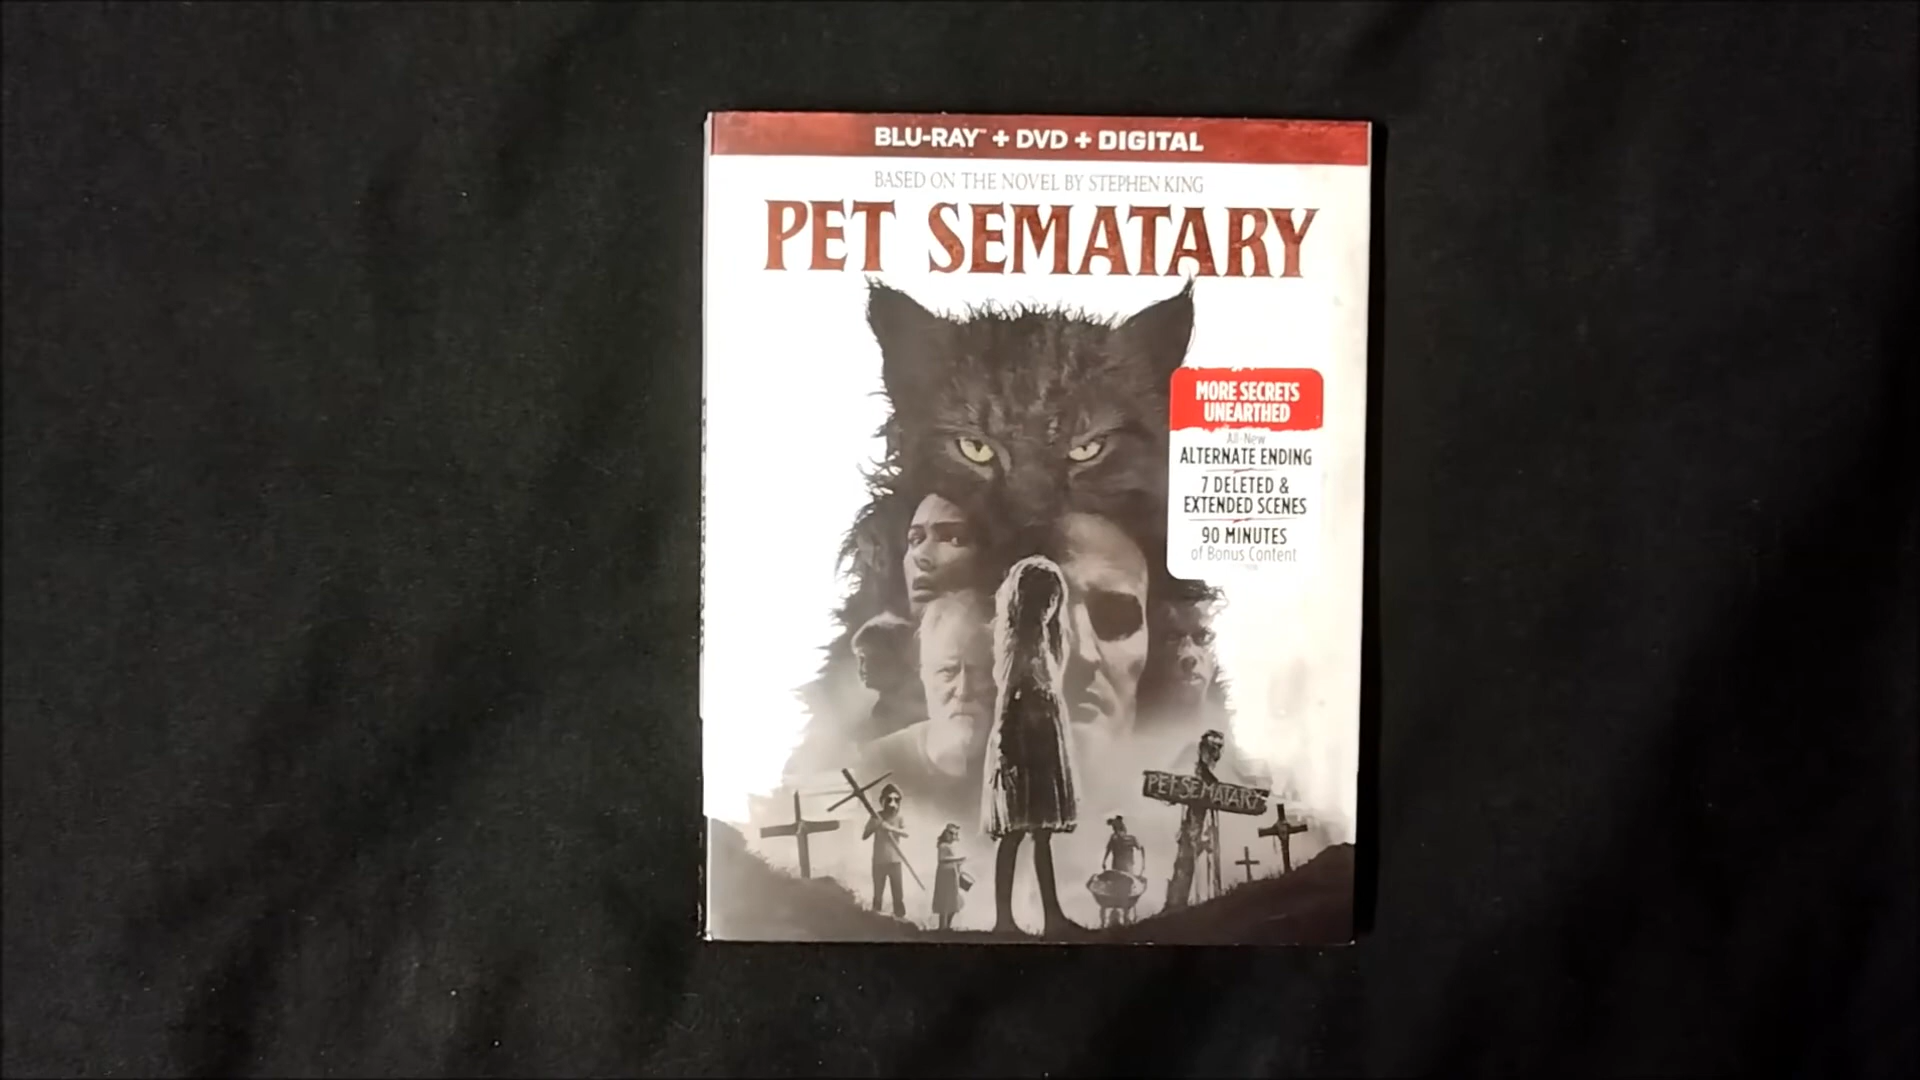 BLU-RAY™ + DVD + DIGITAL
BASED ON THE NOVEL BY STEPHEN KING
PET SEMATARY
MORE SECRETS
UNEARTHED
All-New
ALTERNATE ENDING
7 DELETED &
EXTENDED SCENES
90 MINUTES
of Bonus Content
PET SEMATARY